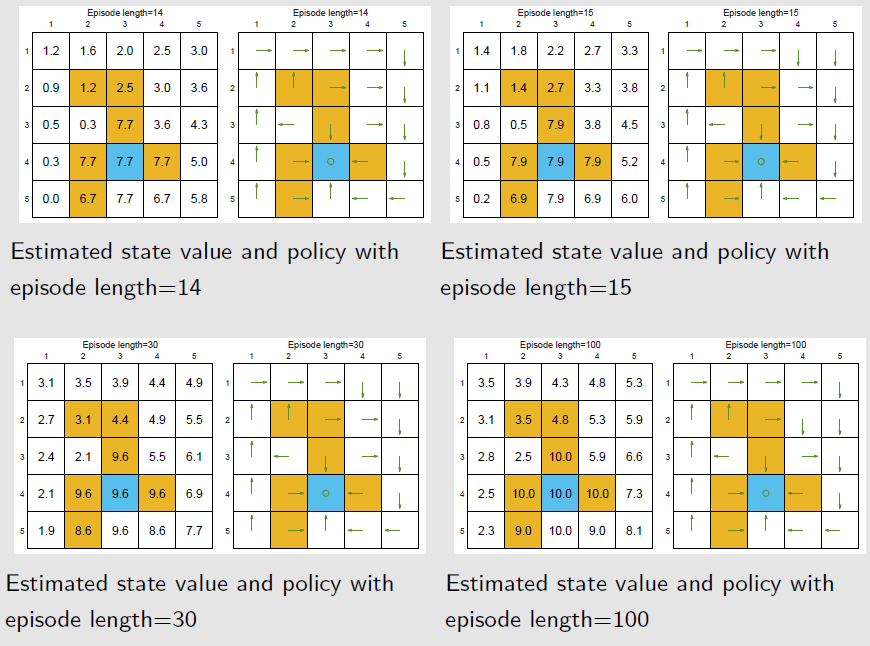 Episode length=14
1 2 3 4 5
1 1.2 1.6 2.0 2.5 3.0
2 0.9 1.2 2.5 3.0 3.6
3 0.5 0.3 7.7 3.6 4.3
4 0.3 7.7 7.7 7.7 5.0
5 0.0 6.7 7.7 6.7 5.8
Episode length=14
1 2 3 4 5
1
2
3
4
5
Estimated state value and policy with
episode length=14
Episode length=15
1 2 3 4 5
1 1.4 1.8 2.2 2.7 3.3
2 1.1 1.4 2.7 3.3 3.8
3 0.8 0.5 7.9 3.8 4.5
4 0.5 7.9 7.9 7.9 5.2
5 0.2 6.9 7.9 6.9 6.0
Episode length=15
1 2 3 4 5
1
2
3
4
5
Estimated state value and policy with
episode length=15
Episode length=30
1 2 3 4 5
1 3.1 3.5 3.9 4.4 4.9
2 2.7 3.1 4.4 4.9 5.5
3 2.4 2.1 9.6 5.5 6.1
4 2.1 9.6 9.6 9.6 6.9
5 1.9 8.6 9.6 8.6 7.7
Episode length=30
1 2 3 4 5
1
2
3
4
5
Estimated state value and policy with
episode length=30
Episode length=100
1 2 3 4 5
1 3.5 3.9 4.3 4.8 5.3
2 3.1 3.5 4.8 5.3 5.9
3 2.8 2.5 10.0 5.9 6.6
4 2.5 10.0 10.0 10.0 7.3
5 2.3 9.0 10.0 9.0 8.1
Episode length=100
1 2 3 4 5
1
2
3
4
5
Estimated state value and policy with
episode length=100